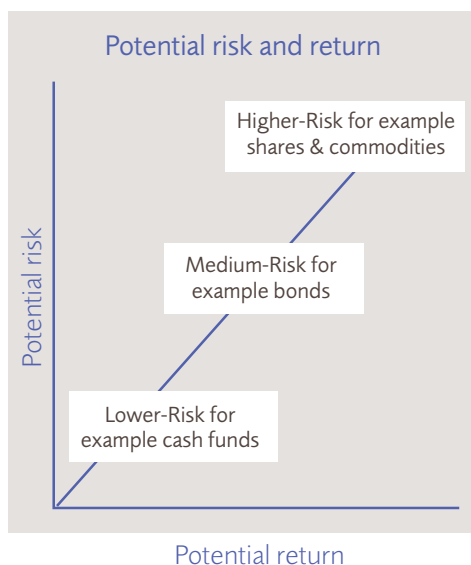 Potential risk and return
Higher-Risk for example
shares & commodities
Medium-Risk for
example bonds
Potential risk
Lower-Risk for
example cash funds
Potential return